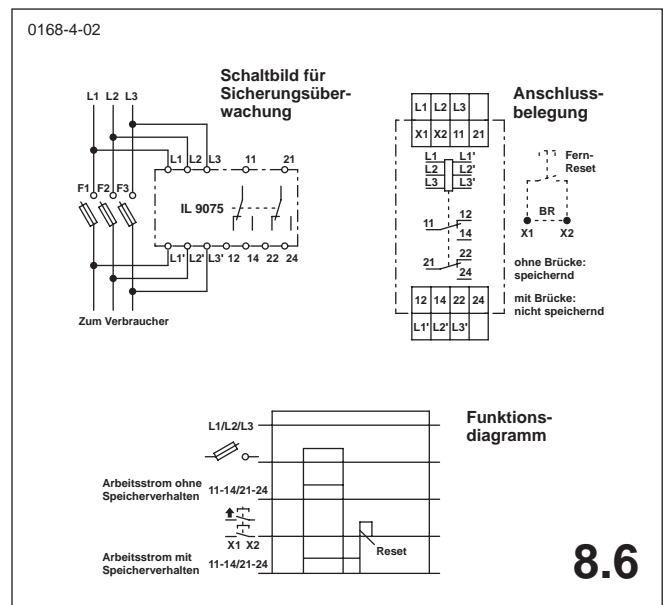 0168-4-02
Schaltbild für
Sicherungsüber-
wachung
L1 L2 L3
L1 L2 L3 11 21
F1 F2 F3
IL 9075
L1' L2' L3' 12 14 22 24
Zum Verbraucher
Anschluss-
belegung
L1 L2 L3
X1 X2 11 21
L1 L1'
L2 L2'
L3 L3'
Fern-
Reset
BR
X1 X2
11 12
14
21 22
24
ohne Brücke:
speichernd
mit Brücke:
nicht speichernd
12 14 22 24
L1' L2' L3'
Funktions-
diagramm
L1/L2/L3
Arbeitsstrom ohne
Speicherverhalten
11-14/21-24
X1 X2
Reset
Arbeitsstrom mit
Speicherverhalten
11-14/21-24
8.6